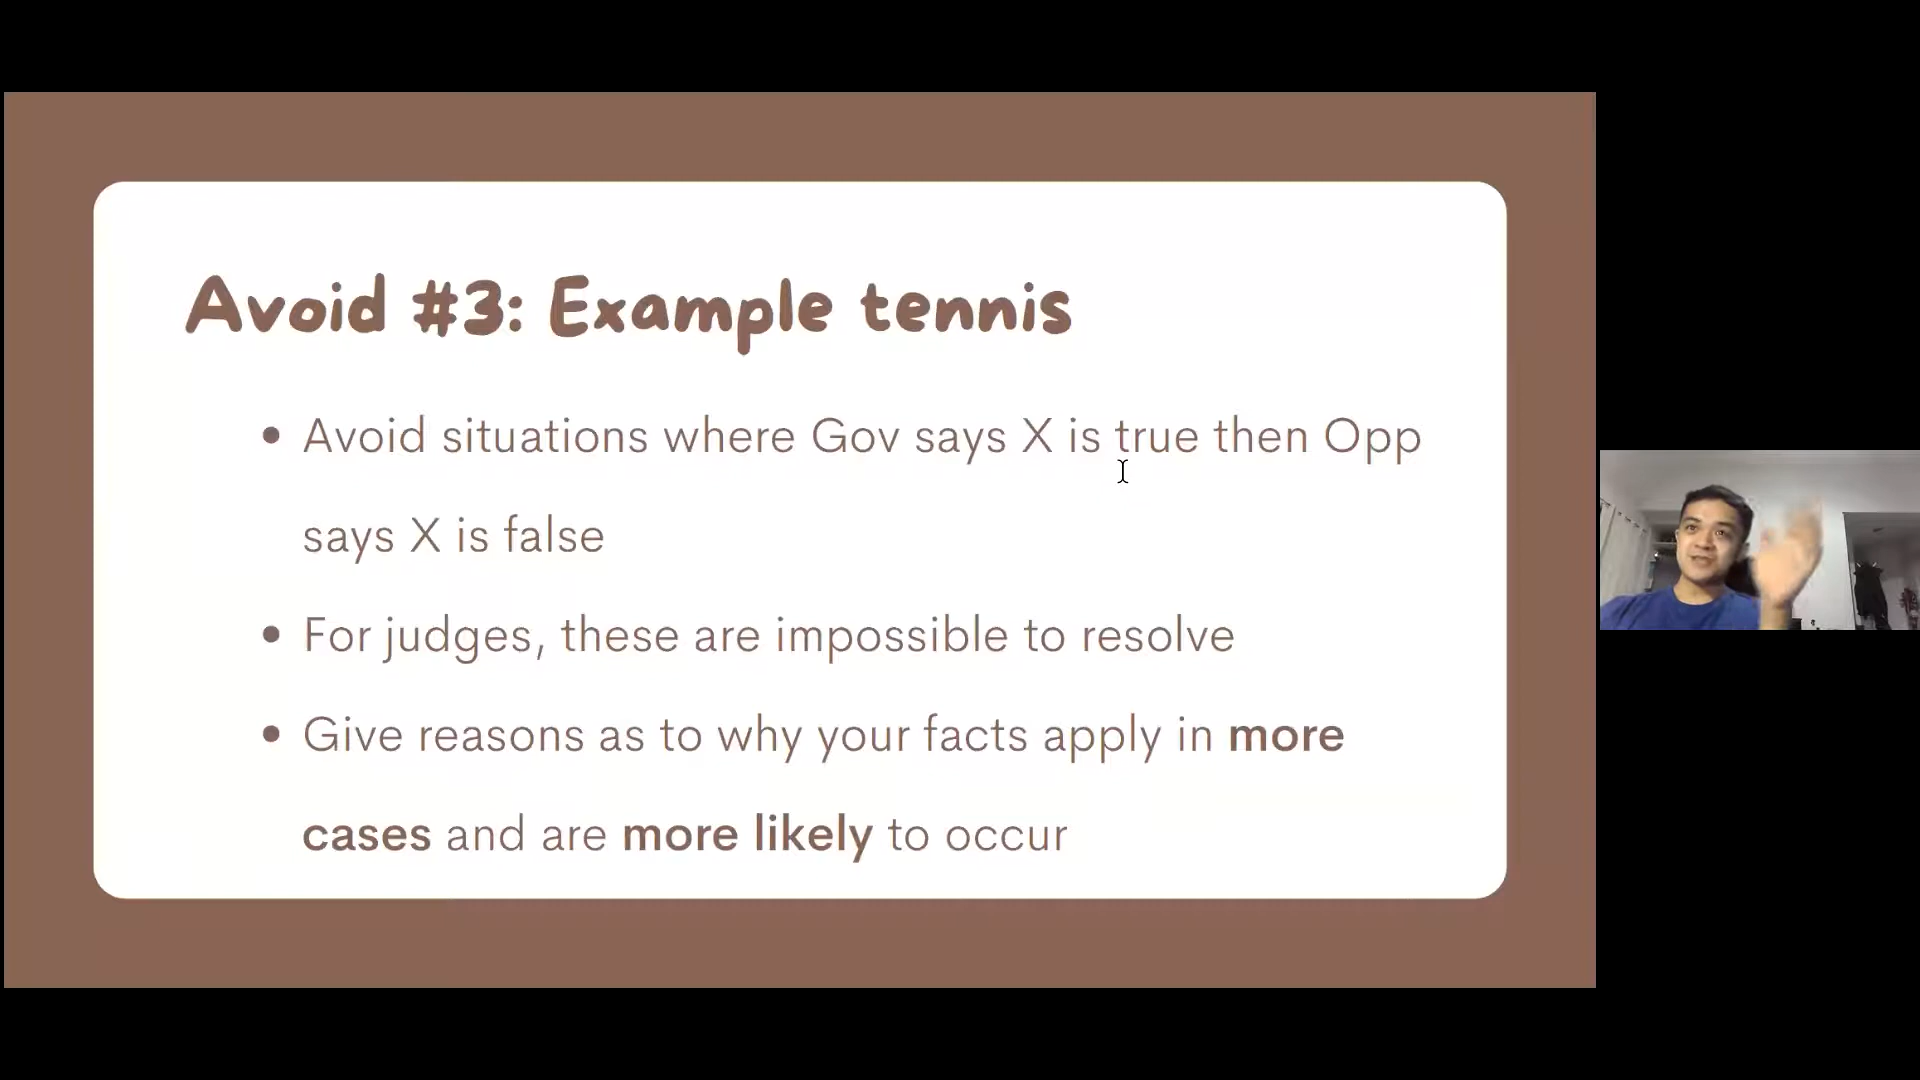 Avoid #3: Example tennis
• Avoid situations where Gov says X is true then Opp
says X is false
• For judges, these are impossible to resolve
• Give reasons as to why your facts apply in more
cases and are more likely to occur